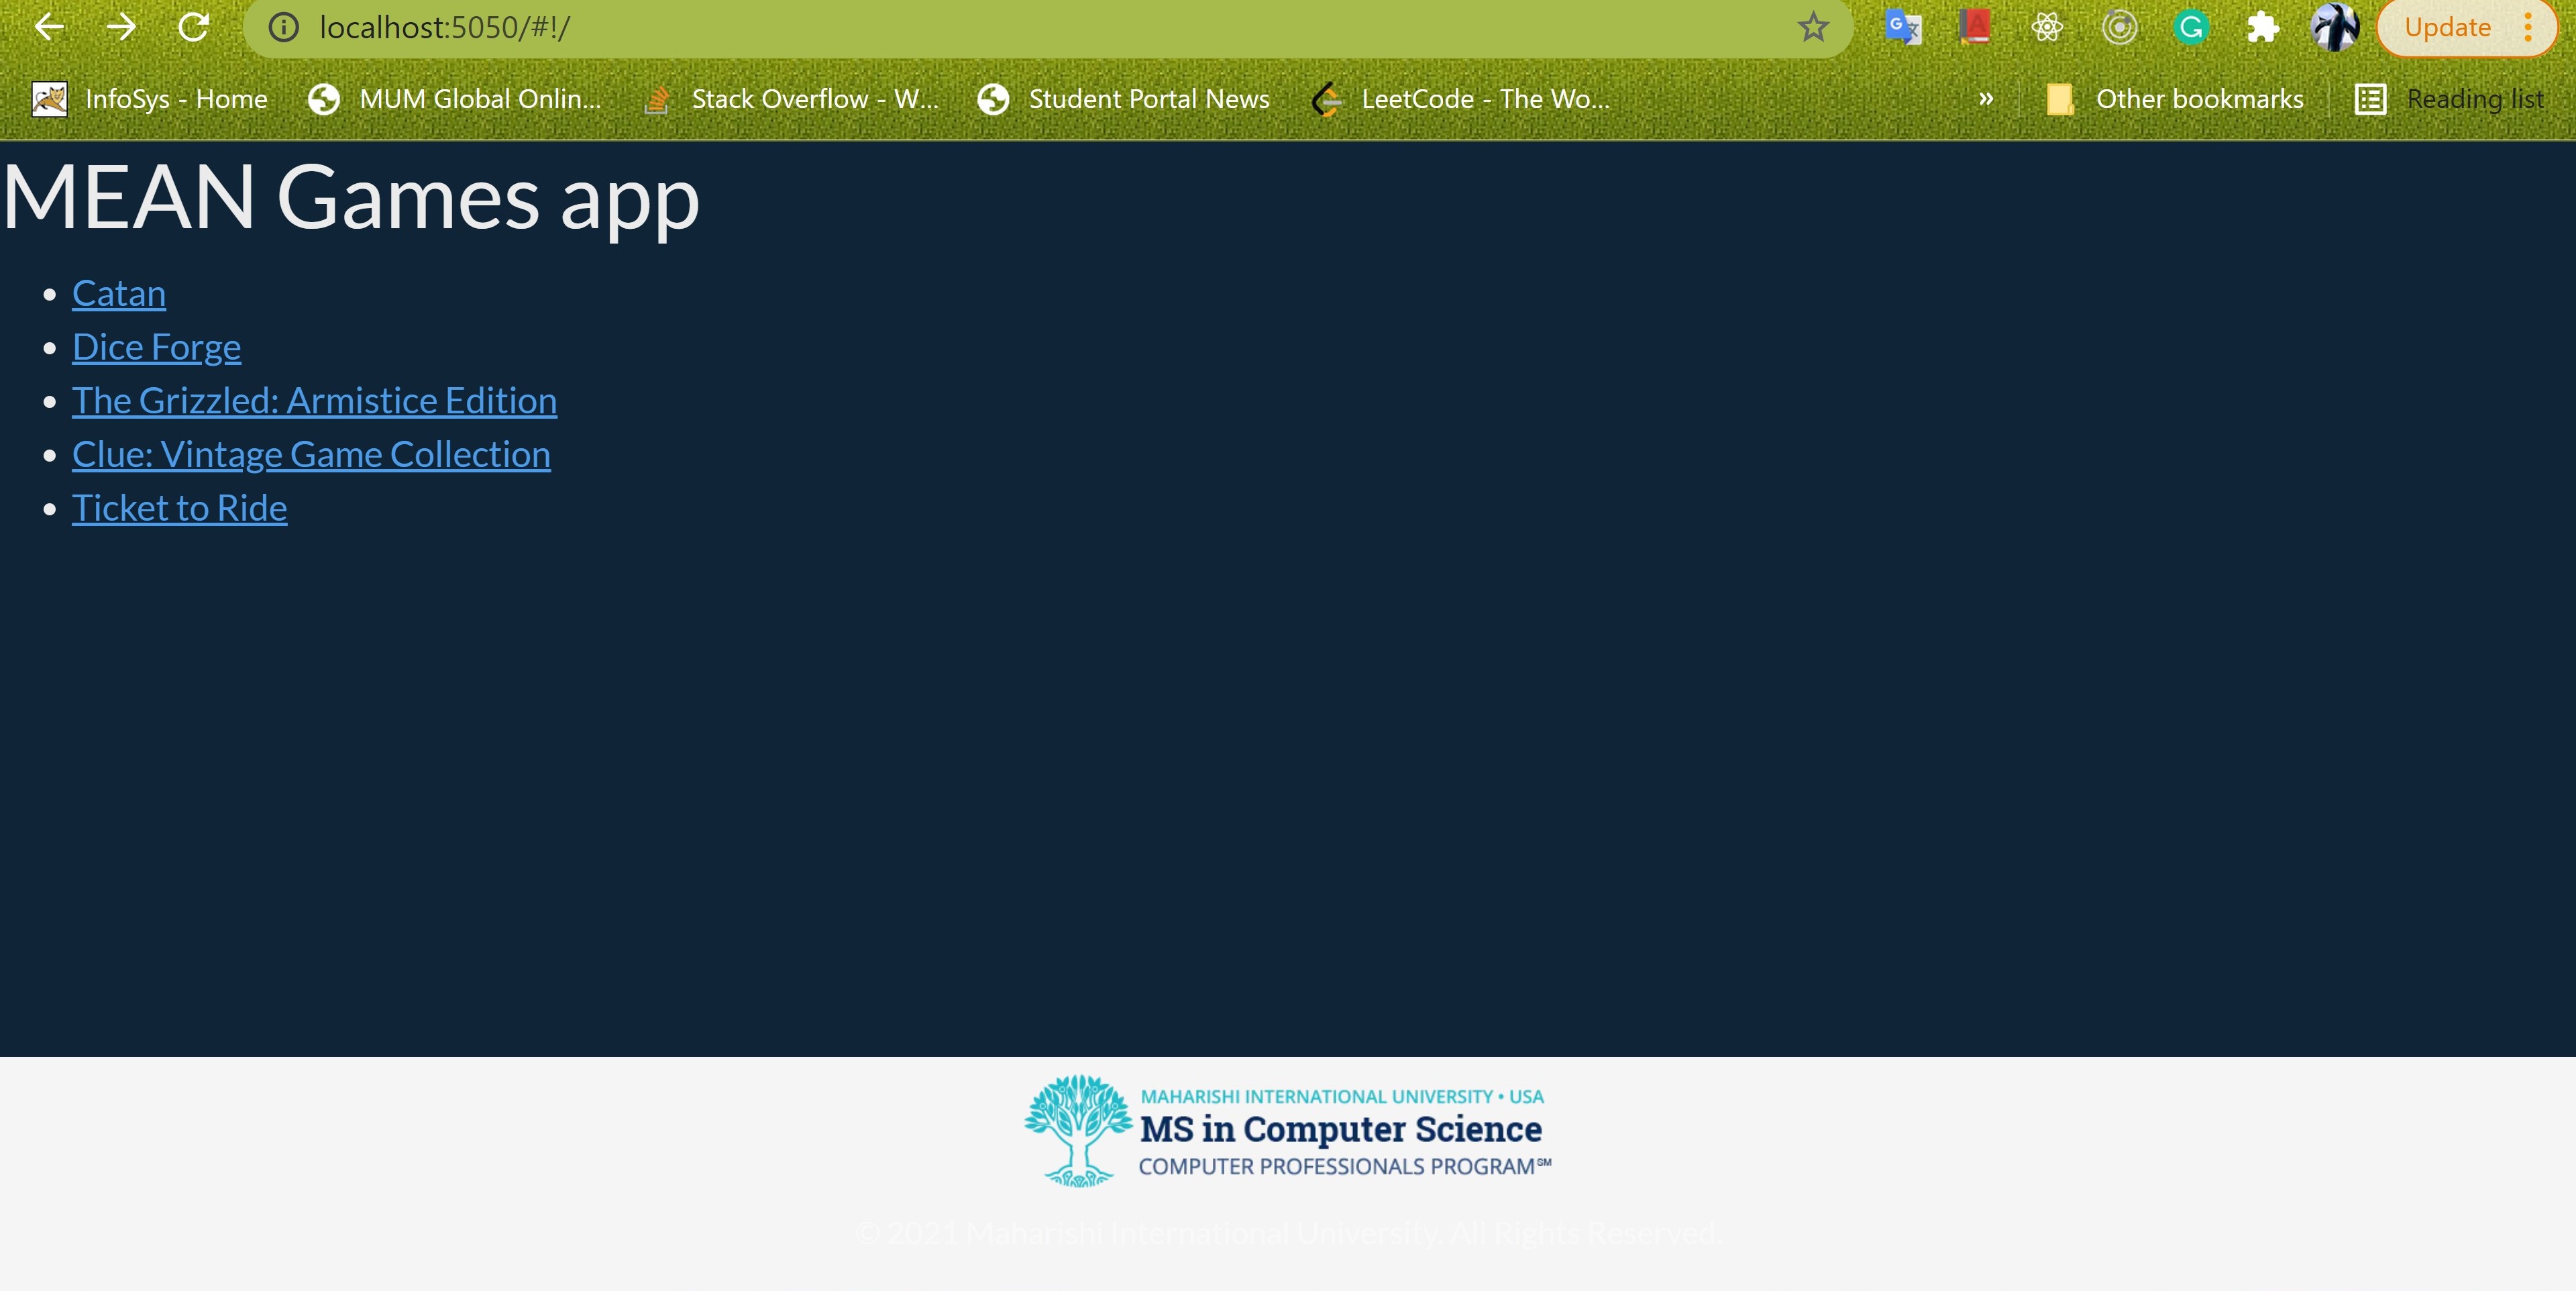 localhost:5050/#!/
Update
InfoSys - Home
MUM Global Onlin...
Stack Overflow - W...
Student Portal News
LeetCode - The Wo...
»
Other bookmarks
Reading list
MEAN Games app
Catan
Dice Forge
The Grizzled: Armistice Edition
Clue: Vintage Game Collection
Ticket to Ride
MAHARISHI INTERNATIONAL UNIVERSITY • USA
MS in Computer Science
COMPUTER PROFESSIONALS PROGRAM℠
© 2021 Maharishi International University. All Rights Reserved.